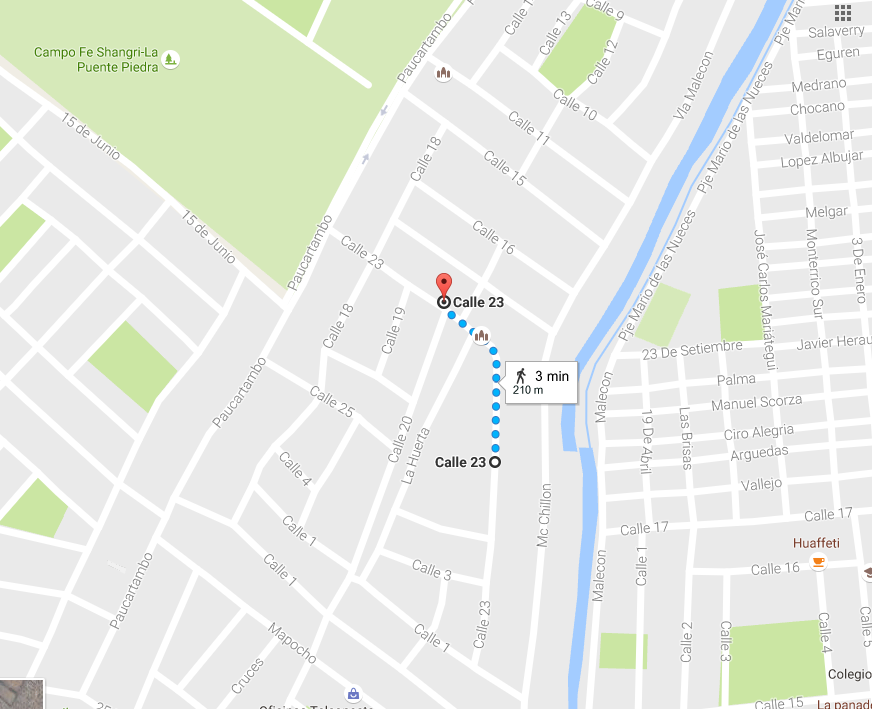 Calle 9
Calle 1
Calle 13
Salaverry
Eguren
Paucartambo
Campo Fe Shangri-La
Puente Piedra
Calle 12
Via Malecon
Pje Mario de las Nueces
Medrano
Calle 10
Chocano
15 de Junio
Calle 11
Valdelomar
Calle 18
Calle 15
Lopez Albujar
15 de Junio
Melgar
Paucartambo
Calle 23
Calle 16
Pje Mario de las Nueces
José Carlos Mariátegui
Monterrico Sur
3 De Enero
Calle 23
Calle 18
Calle 19
23 De Setiembre
Javier Herau
3 min
210 m
Palma
Paucartambo
Calle 25
Malecon
Manuel Scorza
Calle 20
La Huerta
19 De Abril
Las Brisas
Ciro Alegria
Arguedas
Calle 23
Calle 4
Vallejo
Mc Chillon
Calle 17
Calle 17
Calle 1
Huaffeti
Paucartambo
Calle 1
Calle 3
Malecon
Calle 1
Calle 16
Calle 23
Calle 2
Calle 3
Calle 4
Calle 5
Mapocho
Calle 1
Cruces
Colegio
Calle 15
La panade